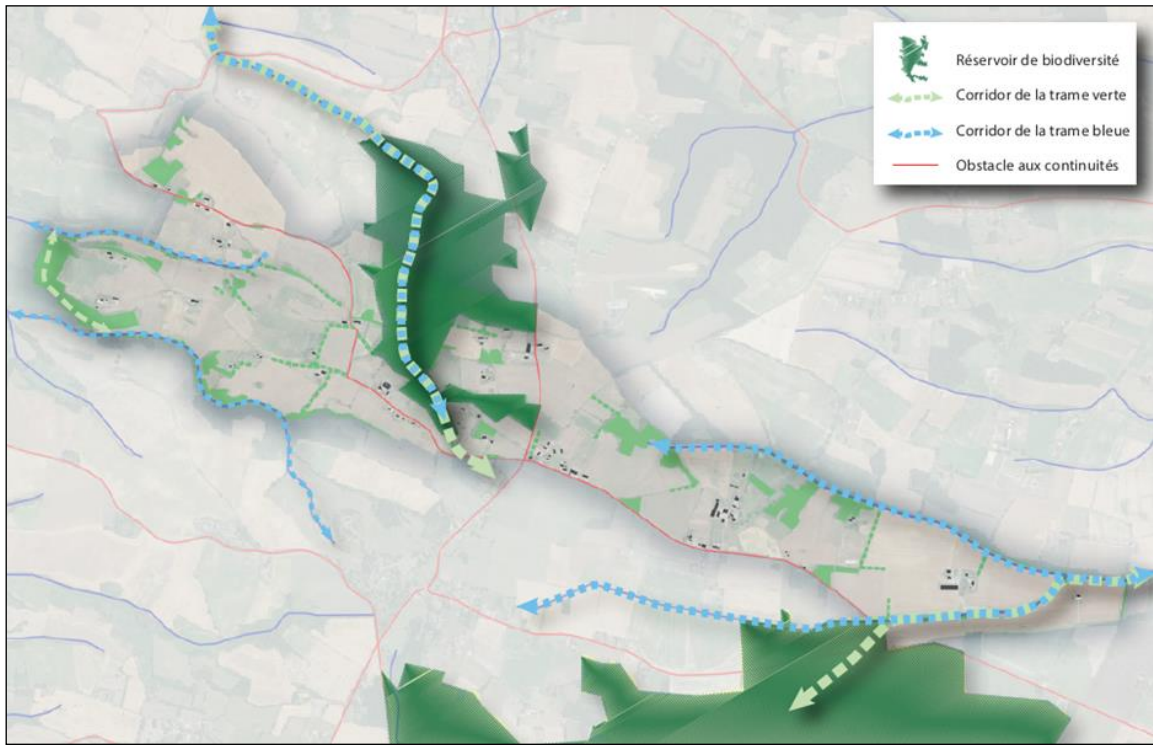 Réservoir de biodiversité
Corridor de la trame verte
Corridor de la trame bleue
Obstacle aux continuités